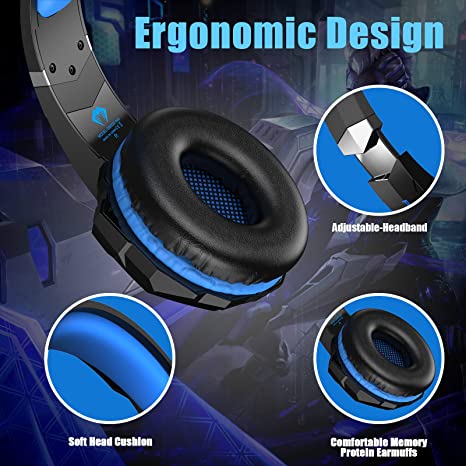 Ergonomic Design
Adjustable-Headband
Soft Head Cushion
Comfortable Memory
Protein Earmuffs